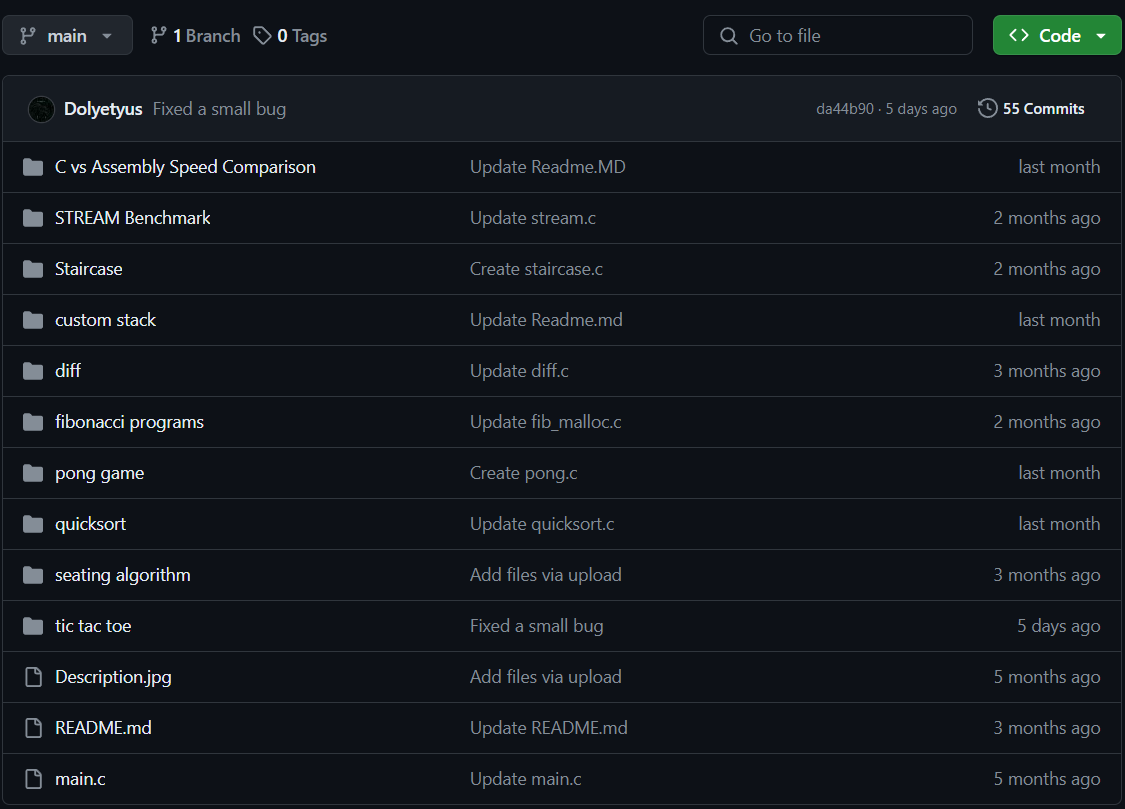 main 1 Branch 0 Tags Go to file Code
Dolyetyus Fixed a small bug da44b90 · 5 days ago 55 Commits
C vs Assembly Speed Comparison Update Readme.MD last month
STREAM Benchmark Update stream.c 2 months ago
Staircase Create staircase.c 2 months ago
custom stack Update Readme.md last month
diff Update diff.c 3 months ago
fibonacci programs Update fib_malloc.c 2 months ago
pong game Create pong.c last month
quicksort Update quicksort.c last month
seating algorithm Add files via upload 3 months ago
tic tac toe Fixed a small bug 5 days ago
Description.jpg Add files via upload 5 months ago
README.md Update README.md 3 months ago
main.c Update main.c 5 months ago